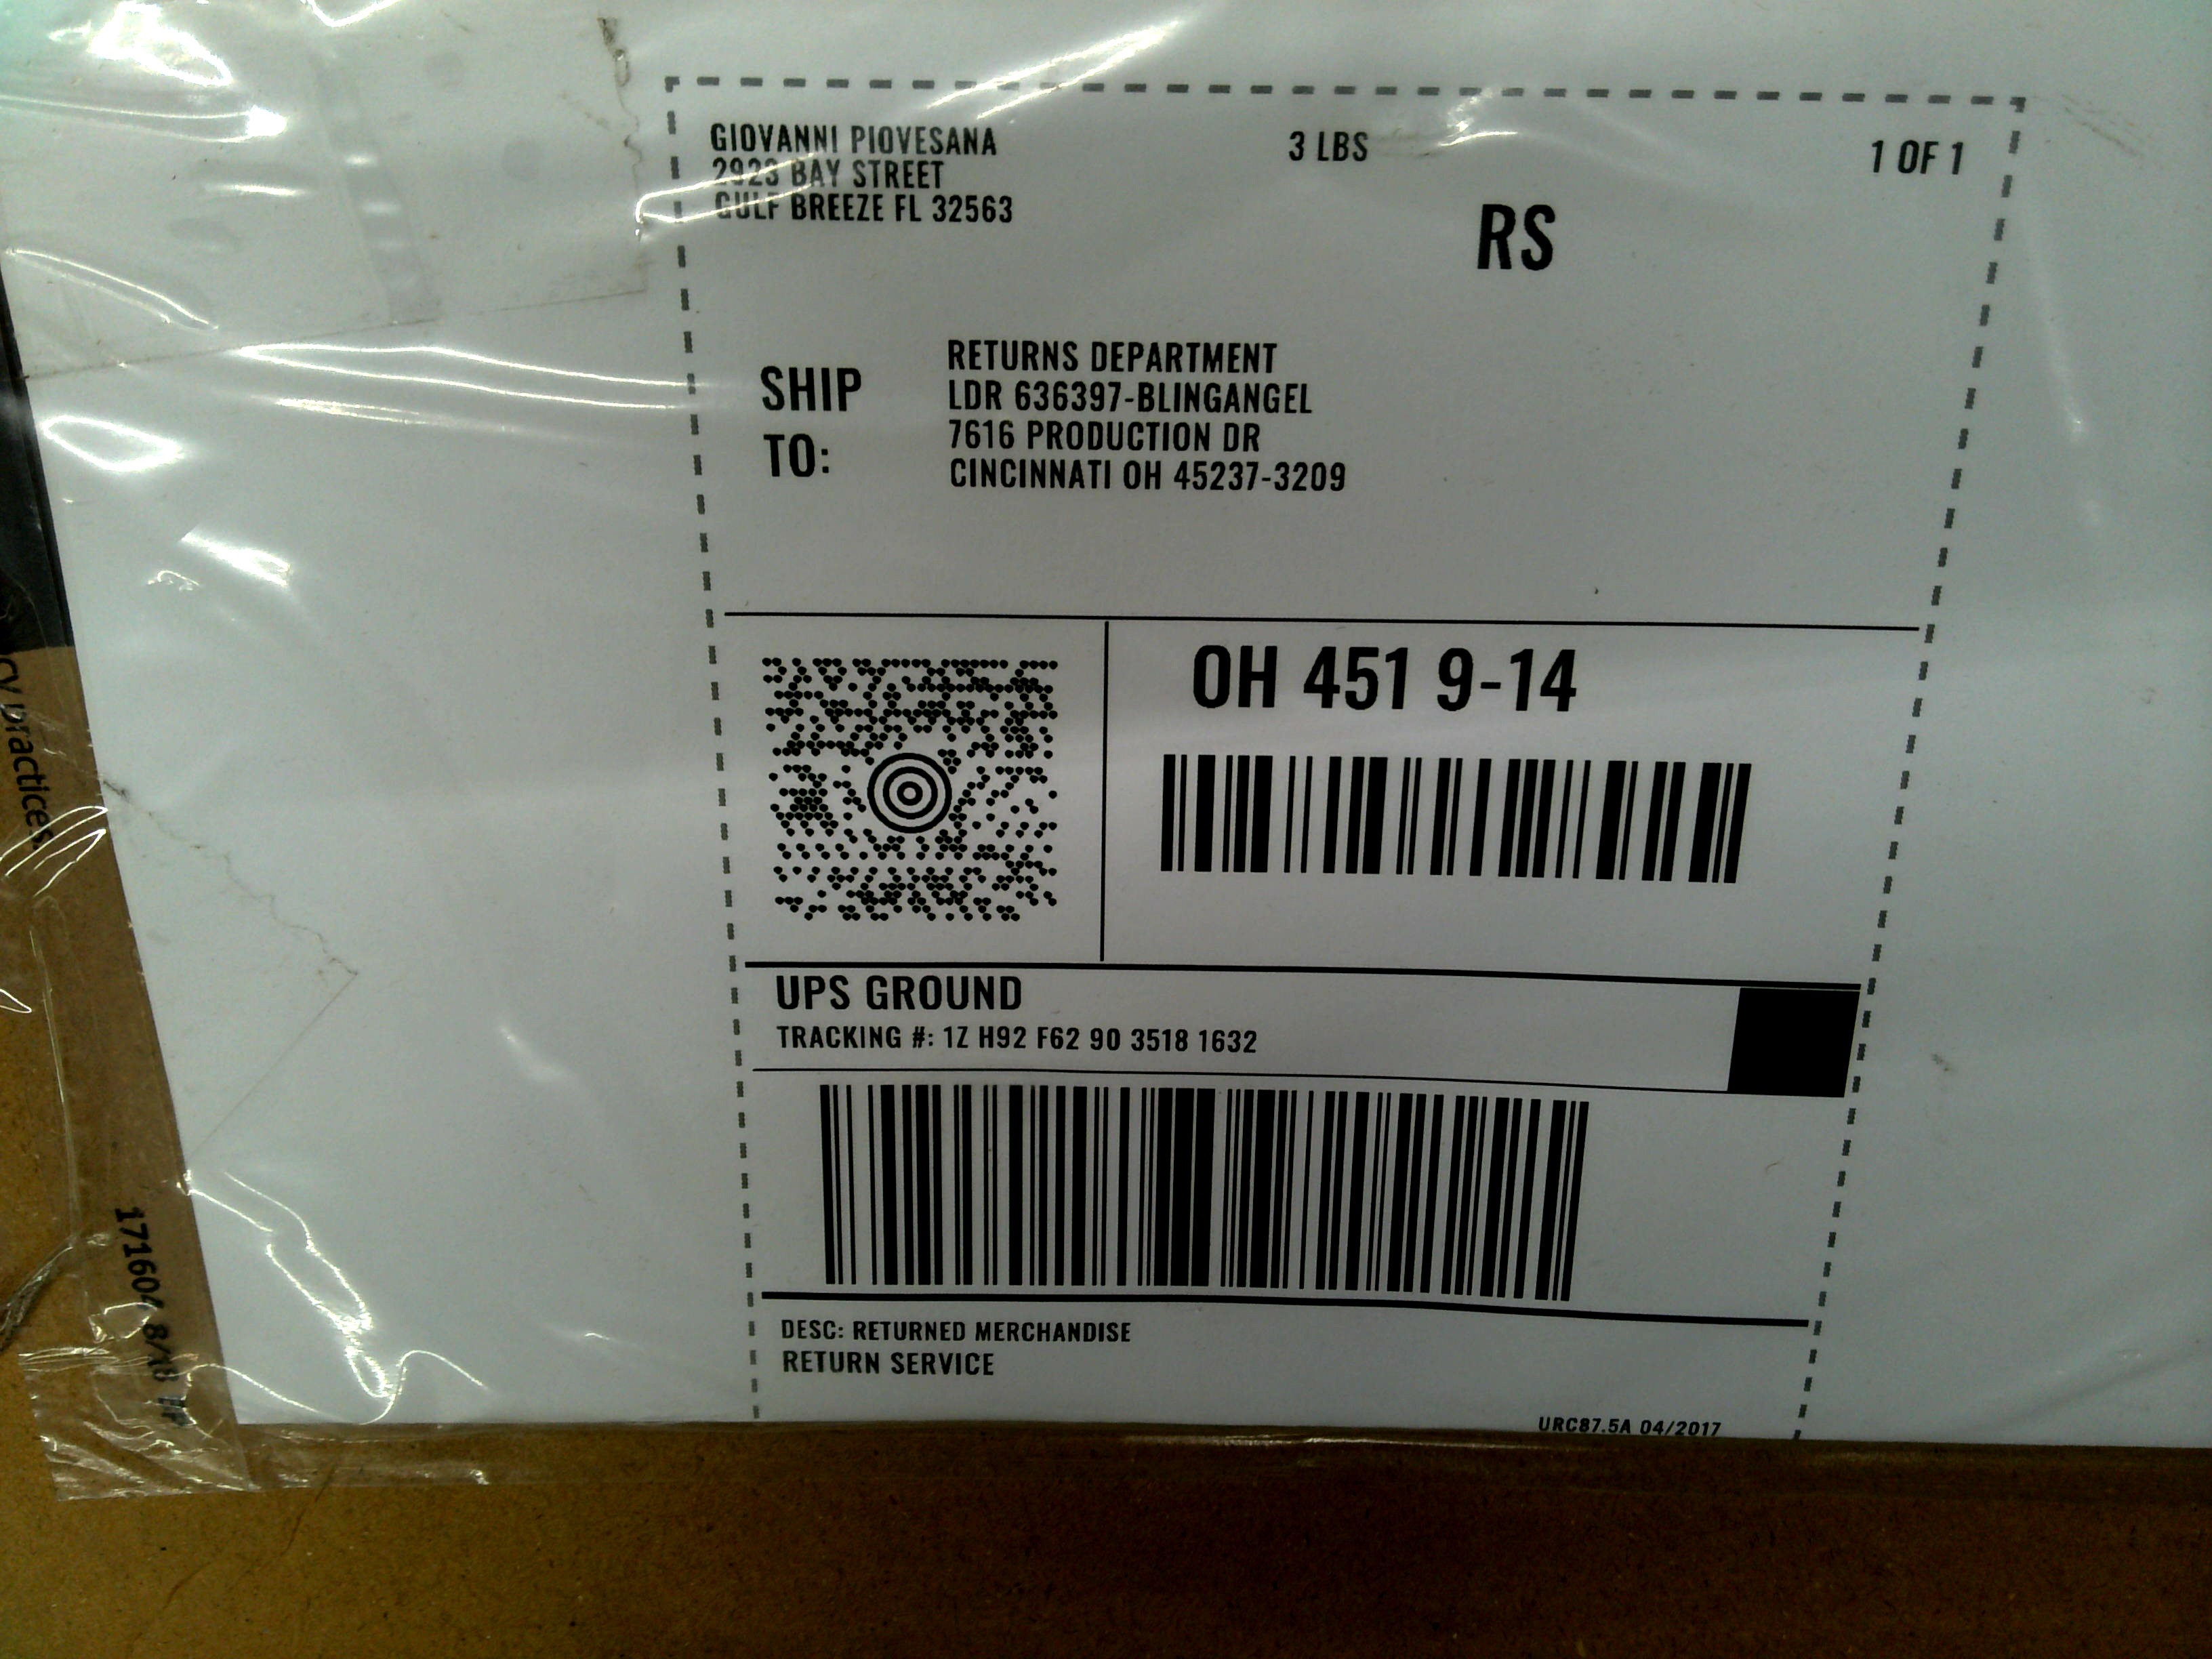 GIOVANNI PIOVESANA
2923 BAY STREET
GULF BREEZE FL 32563
3 LBS
1 OF 1
RS
SHIP
TO:
RETURNS DEPARTMENT
LDR 636397-BLINGANGEL
7616 PRODUCTION DR
CINCINNATI OH 45237-3209
OH 451 9-14
UPS GROUND
TRACKING #: 1Z H92 F62 90 3518 1632
DESC: RETURNED MERCHANDISE
RETURN SERVICE
URC87.5A 04/2017
practices.
8/18